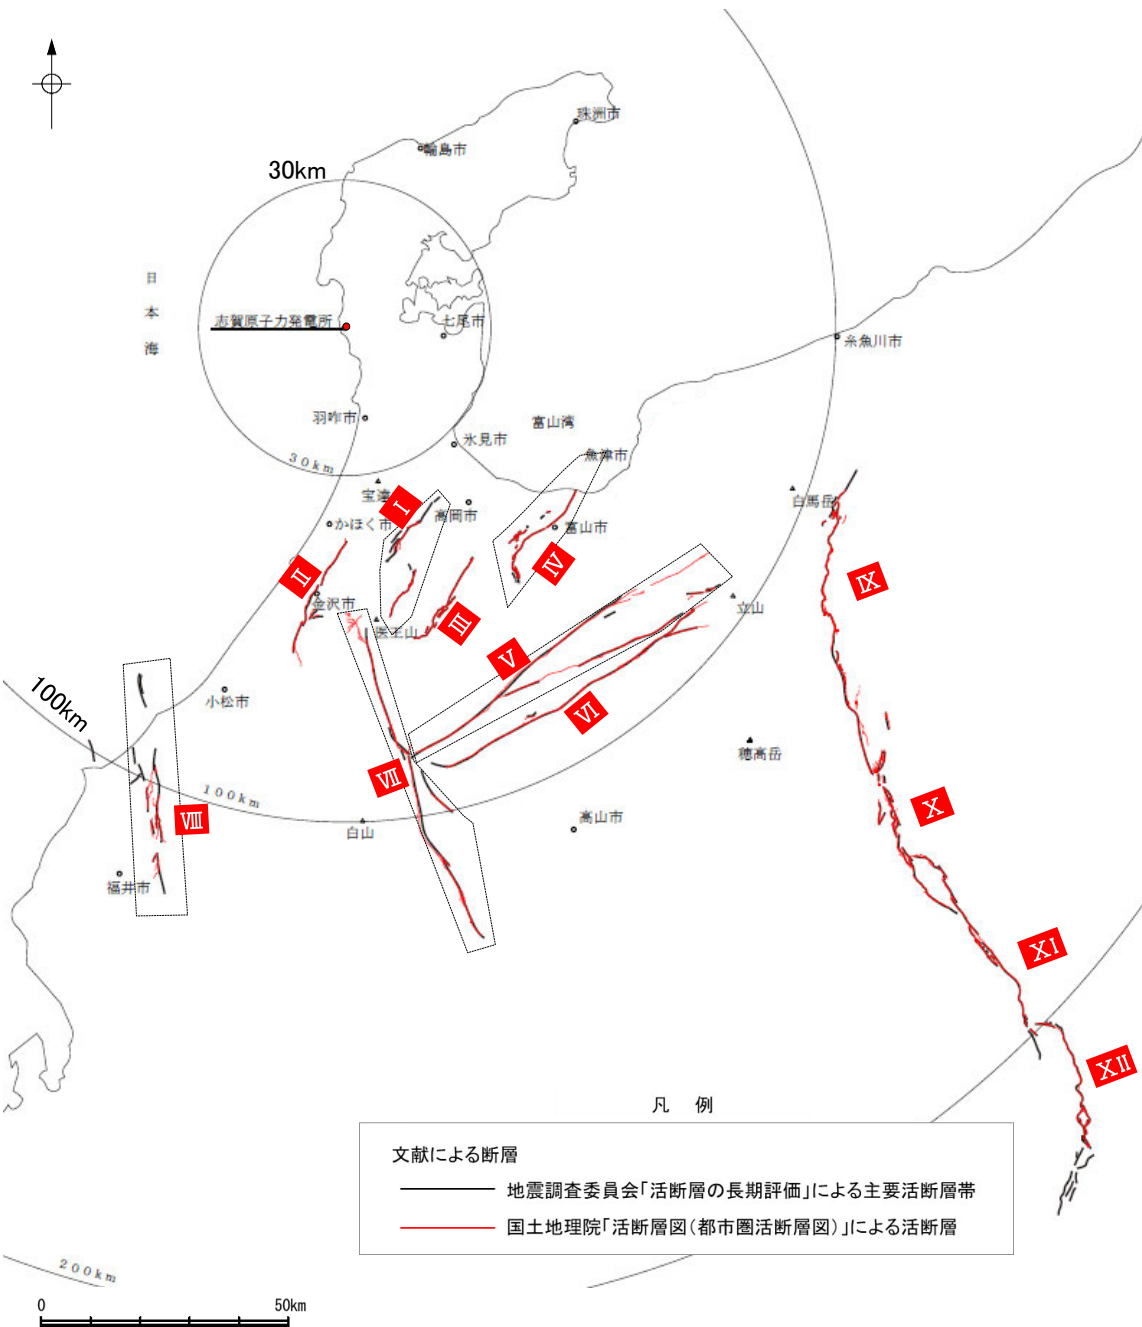 珠洲市
輪島市
30km
日本海
志賀原子力発電所
七尾市
糸魚川市
羽咋市
富山湾
氷見市
魚津市
30km
宝達
I
高岡市
白馬岳
かほく市
富山市
IV
II
IX
金沢市
立山
医王山
III
V
小松市
VI
100km
穂高岳
VII
100km
X
VIII
白山
高山市
福井市
XI
XII
凡 例
文献による断層
地震調査委員会「活断層の長期評価」による主要活断層帯
国土地理院「活断層図(都市圏活断層図)」による活断層
200km
0 50km